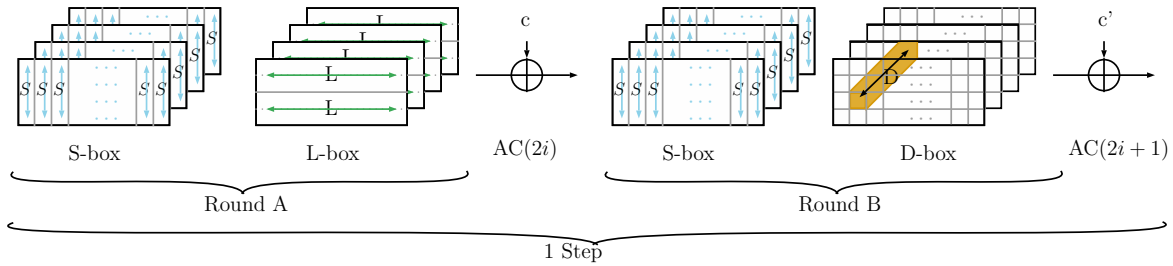 c
c'
S S S S S S S S
L L L L L
S S S S S S S S
D
S-box
L-box
AC(2i)
S-box
D-box
AC(2i + 1)
Round A
Round B
1 Step